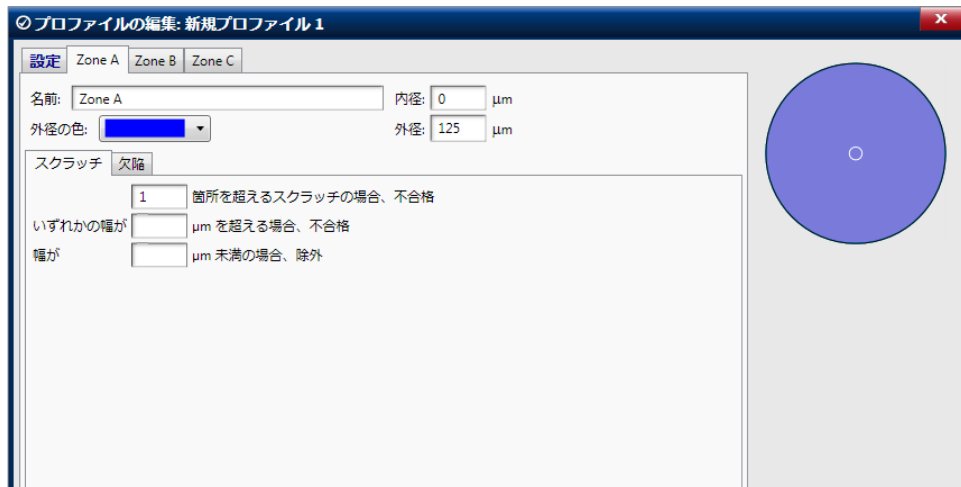 プロファイルの編集: 新規プロファイル 1
設定 Zone A Zone B Zone C
名前: Zone A 内径: 0 μm
外径の色: 外径: 125 μm
スクラッチ 欠陥
1 箇所を超えるスクラッチの場合、不合格
いずれかの幅が μm を超える場合、不合格
幅が μm 未満の場合、除外